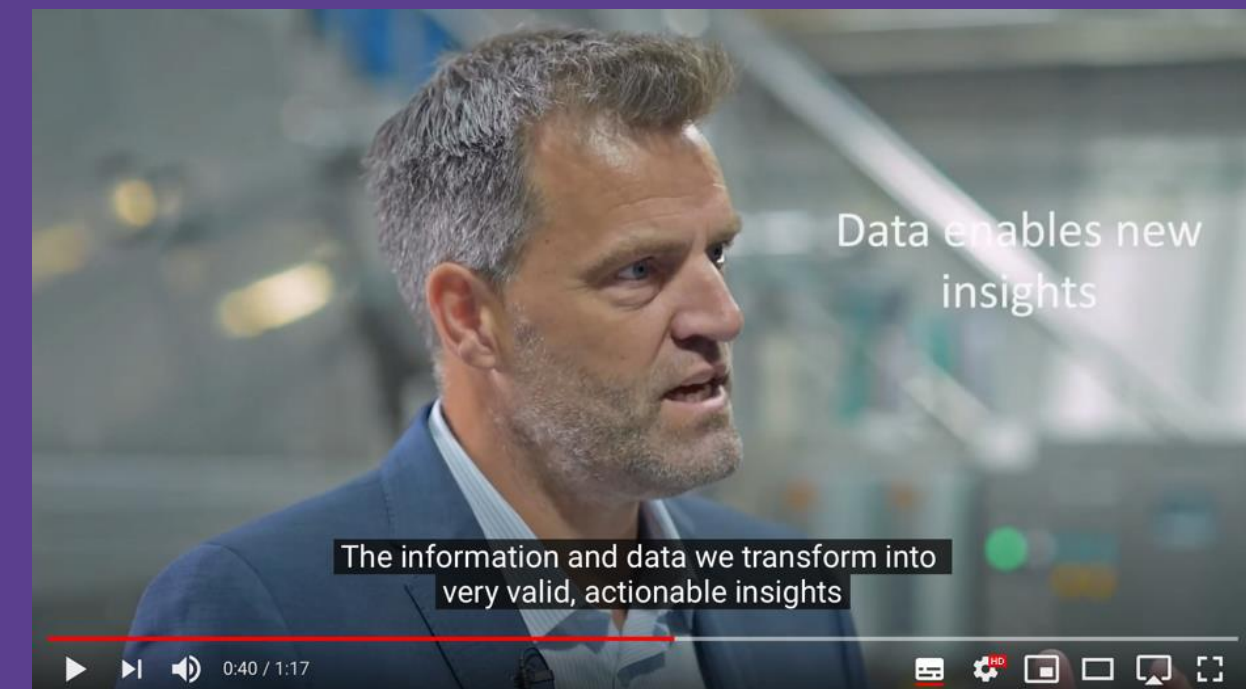 Data enables new
insights
The information and data we transform into
very valid, actionable insights
0:40 / 1:17
HD